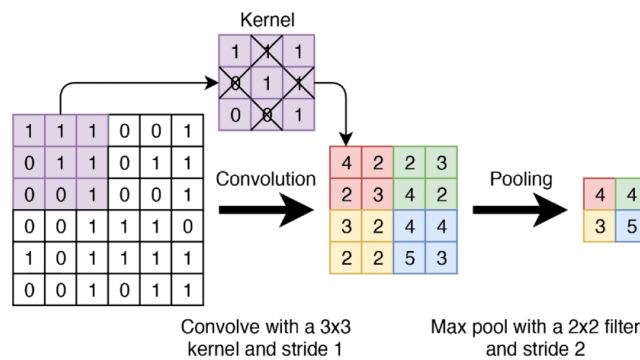 Kernel
1 1 1
0 1 1
0 0 1
1 1 1 0 0 1
0 1 1 0 1 1
0 0 1 0 0 1
0 0 1 1 1 0
1 0 1 1 1 1
0 0 1 0 1 1
Convolution
4 2 2 3
2 3 4 2
3 2 4 4
2 2 5 3
Pooling
4 4
3 5
Convolve with a 3x3
kernel and stride 1
Max pool with a 2x2 filter
and stride 2